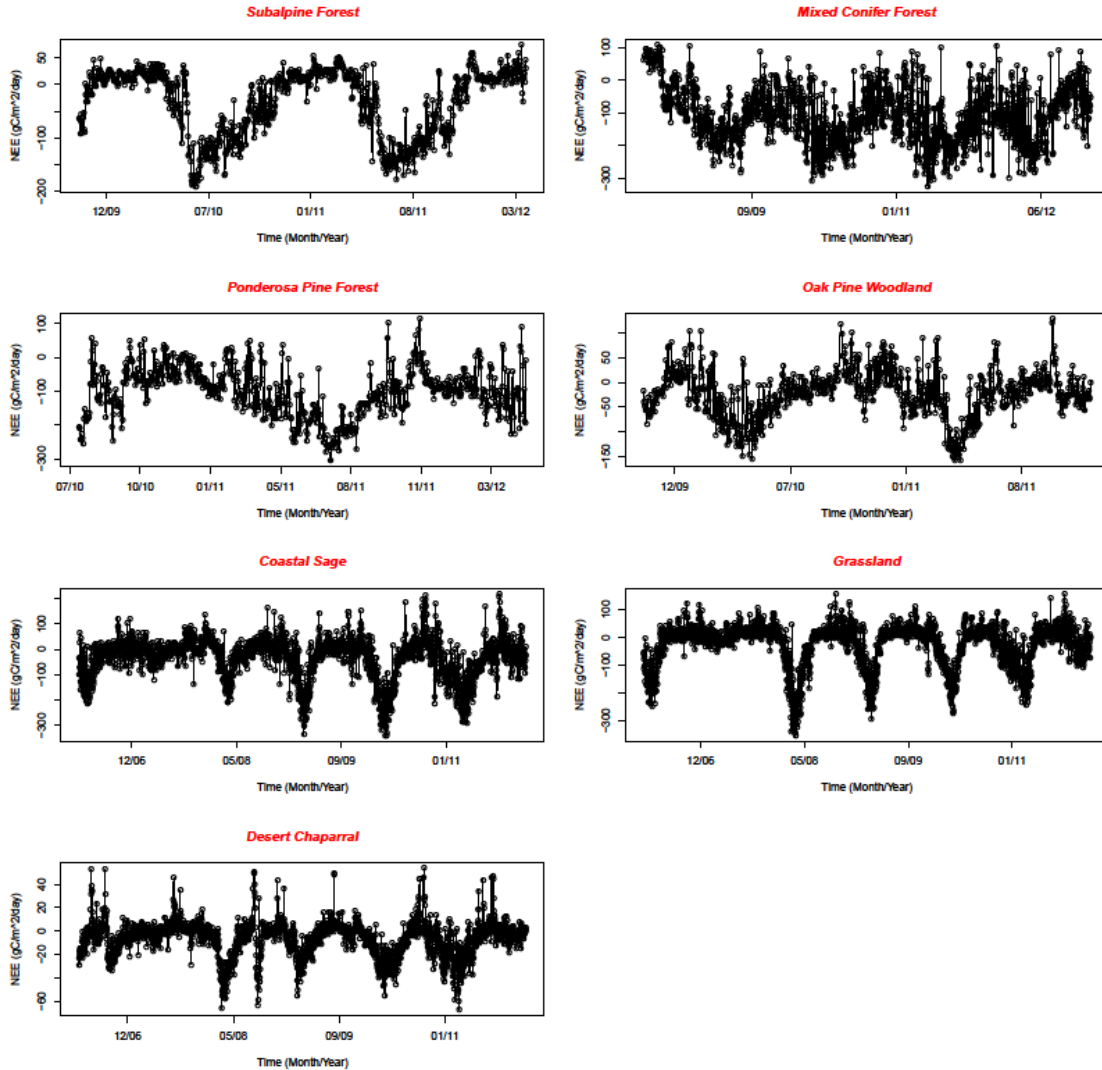 Subalpine Forest
NEE (gC/m^2/day)
50
0
-100
-200
12/09 07/10 01/11 08/11 03/12
Time (Month/Year)
Mixed Conifer Forest
NEE (gC/m^2/day)
100
0
-100
-300
09/09 01/11 06/12
Time (Month/Year)
Ponderosa Pine Forest
NEE (gC/m^2/day)
100
0
-100
-300
07/10 10/10 01/11 05/11 08/11 11/11 03/12
Time (Month/Year)
Oak Pine Woodland
NEE (gC/m^2/day)
50
0
-50
-150
12/09 07/10 01/11 08/11
Time (Month/Year)
Coastal Sage
NEE (gC/m^2/day)
100
0
-100
-300
12/06 05/08 09/09 01/11
Time (Month/Year)
Grassland
NEE (gC/m^2/day)
100
0
-100
-300
12/06 05/08 09/09 01/11
Time (Month/Year)
Desert Chaparral
NEE (gC/m^2/day)
40
20
0
-20
-60
12/06 05/08 09/09 01/11
Time (Month/Year)